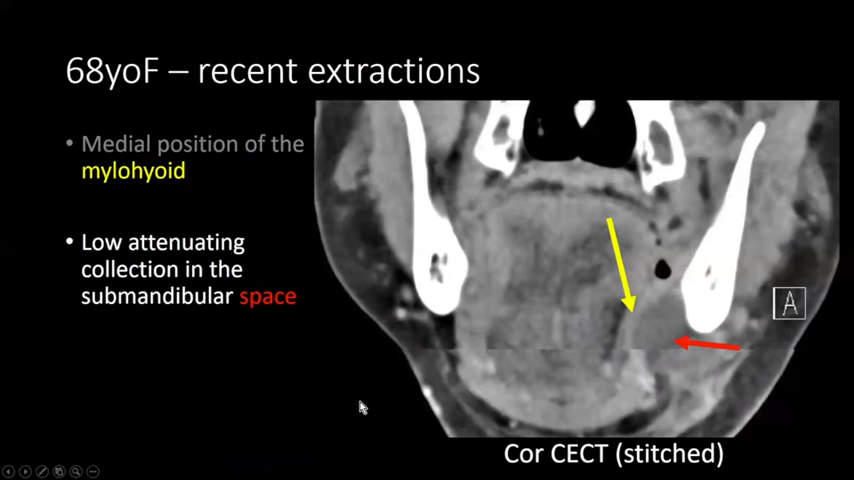 68yoF – recent extractions
• Medial position of the
mylohyoid
• Low attenuating
collection in the
submandibular space
A
Cor CECT (stitched)